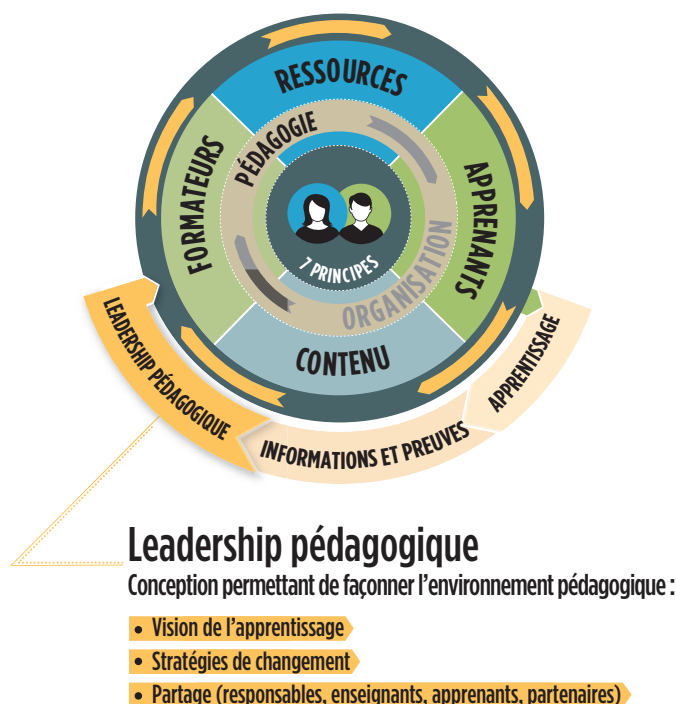 RESSOURCES
PÉDAGOGIE
FORMATEURS
APPRENANTS
7 PRINCIPES
ORGANISATION
CONTENU
LEADERSHIP PÉDAGOGIQUE
INFORMATIONS ET PREUVES
APPRENTISSAGE
Leadership pédagogique
Conception permettant de façonner l'environnement pédagogique :
• Vision de l'apprentissage
• Stratégies de changement
• Partage (responsables, enseignants, apprenants, partenaires)